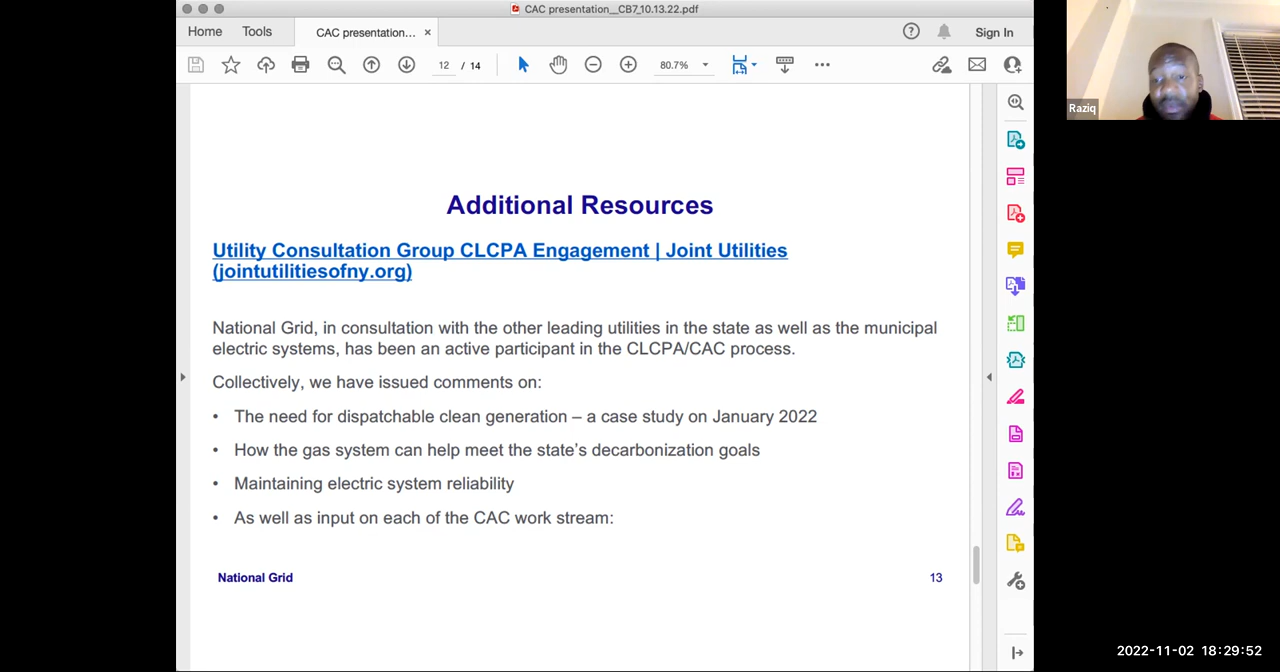 CAC presentation__CB7_10.13.22.pdf
Home Tools CAC presentation... × Sign In
12 / 14 80.7%
Raziq
Additional Resources
Utility Consultation Group CLCPA Engagement | Joint Utilities
(jointutilitiesofny.org)
National Grid, in consultation with the other leading utilities in the state as well as the municipal
electric systems, has been an active participant in the CLCPA/CAC process.
Collectively, we have issued comments on:
• The need for dispatchable clean generation – a case study on January 2022
• How the gas system can help meet the state’s decarbonization goals
• Maintaining electric system reliability
• As well as input on each of the CAC work stream:
National Grid 13
2022-11-02 18:29:52